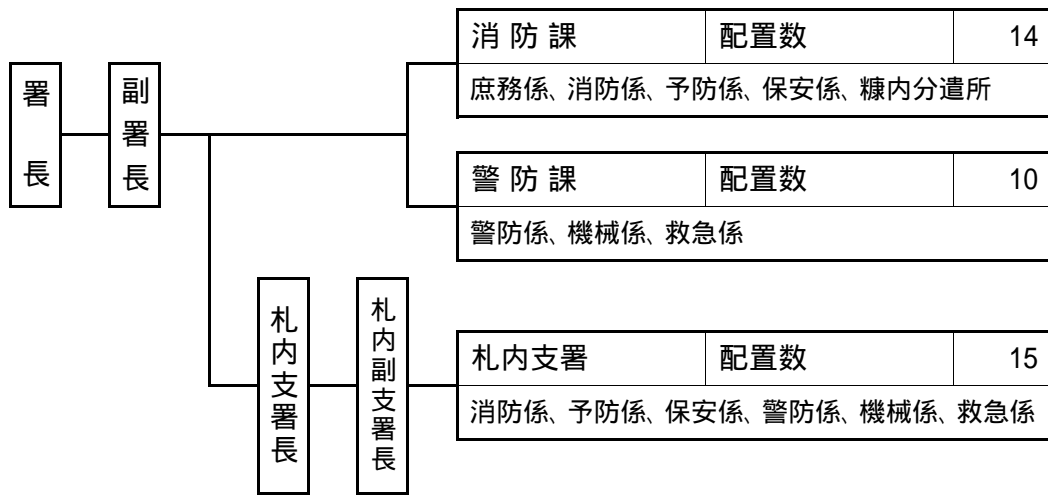 署長
副署長
消防課 配置数 14
庶務係、消防係、予防係、保安係、糠内分遣所
警防課 配置数 10
警防係、機械係、救急係
札内支署長
札内副支署長
札内支署 配置数 15
消防係、予防係、保安係、警防係、機械係、救急係